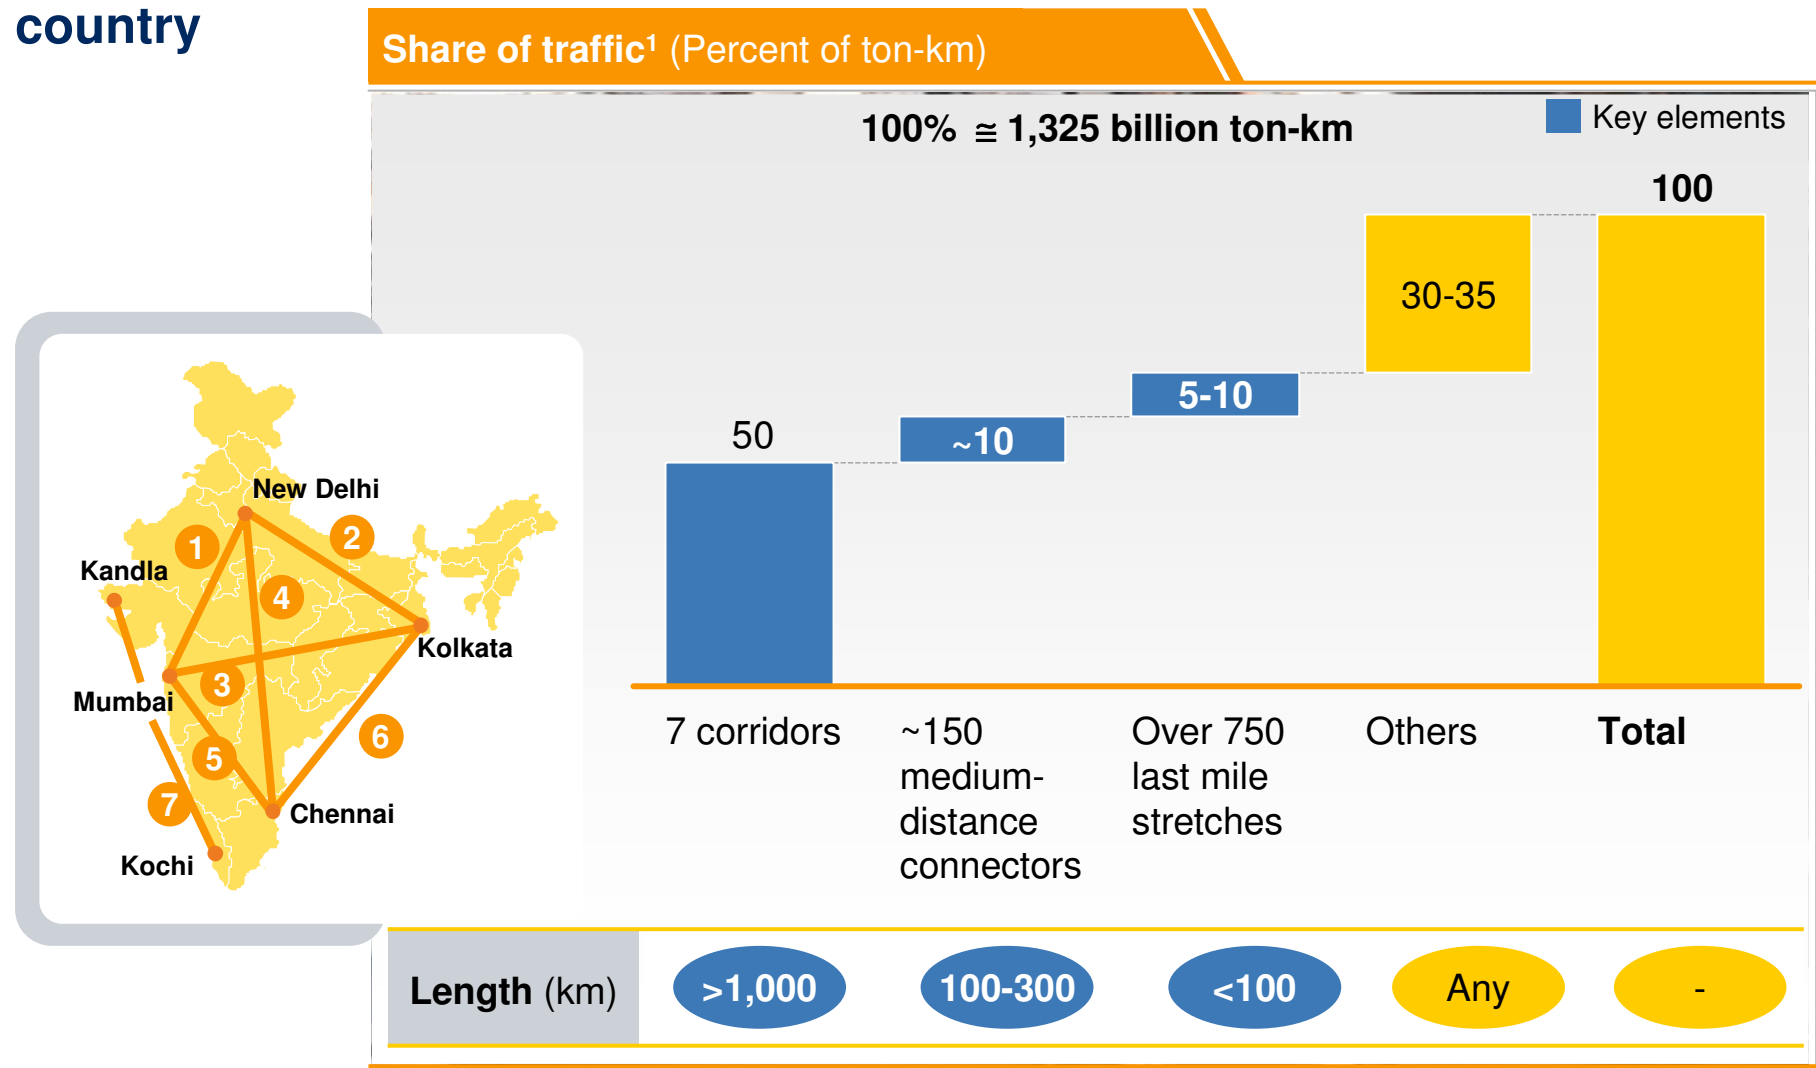 country
Share of traffic¹ (Percent of ton-km)
100% ≅ 1,325 billion ton-km
Key elements
100
30-35
5-10
~10
50
New Delhi
1
2
Kandla
4
Kolkata
3
Mumbai
6
5
7
Chennai
Kochi
7 corridors
~150
medium-
distance
connectors
Over 750
last mile
stretches
Others
Total
Length (km)
>1,000
100-300
<100
Any
-